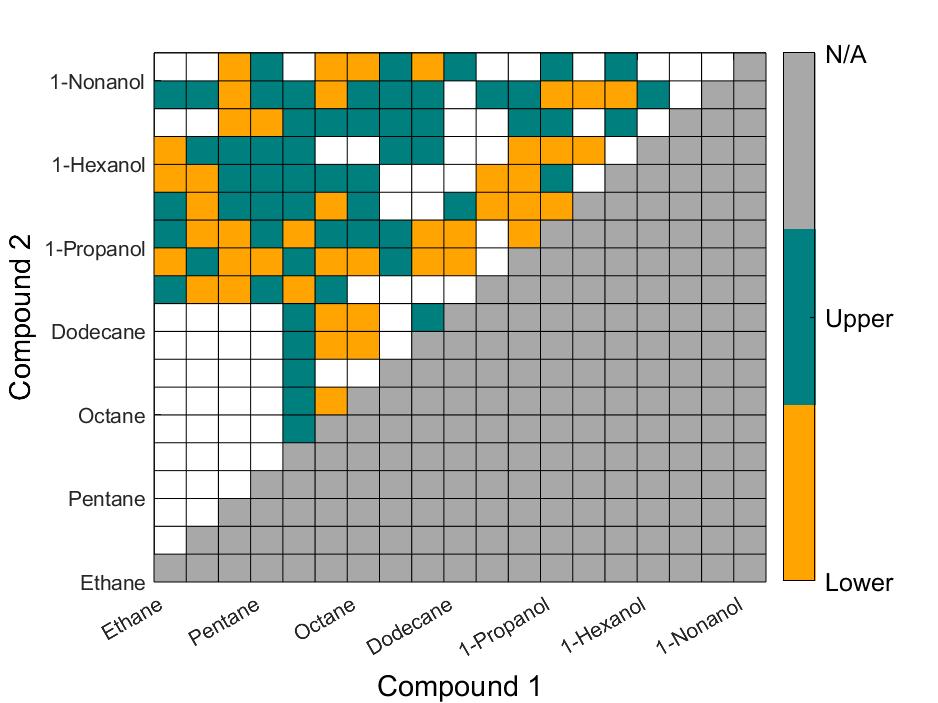 1-Nonanol
1-Hexanol
1-Propanol
Dodecane
Octane
Pentane
Ethane
Compound 2
Ethane
Pentane
Octane
Dodecane
1-Propanol
1-Hexanol
1-Nonanol
Compound 1
N/A
Upper
Lower